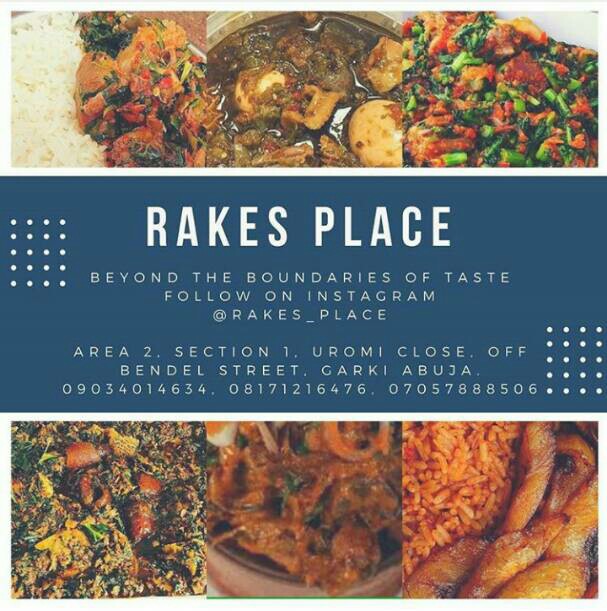 RAKES PLACE
BEYOND THE BOUNDARIES OF TASTE
FOLLOW ON INSTAGRAM
@RAKES_PLACE
AREA 2, SECTION 1, UROMI CLOSE, OFF
BENDEL STREET, GARKI ABUJA.
09034014634, 08171216476, 07057888506